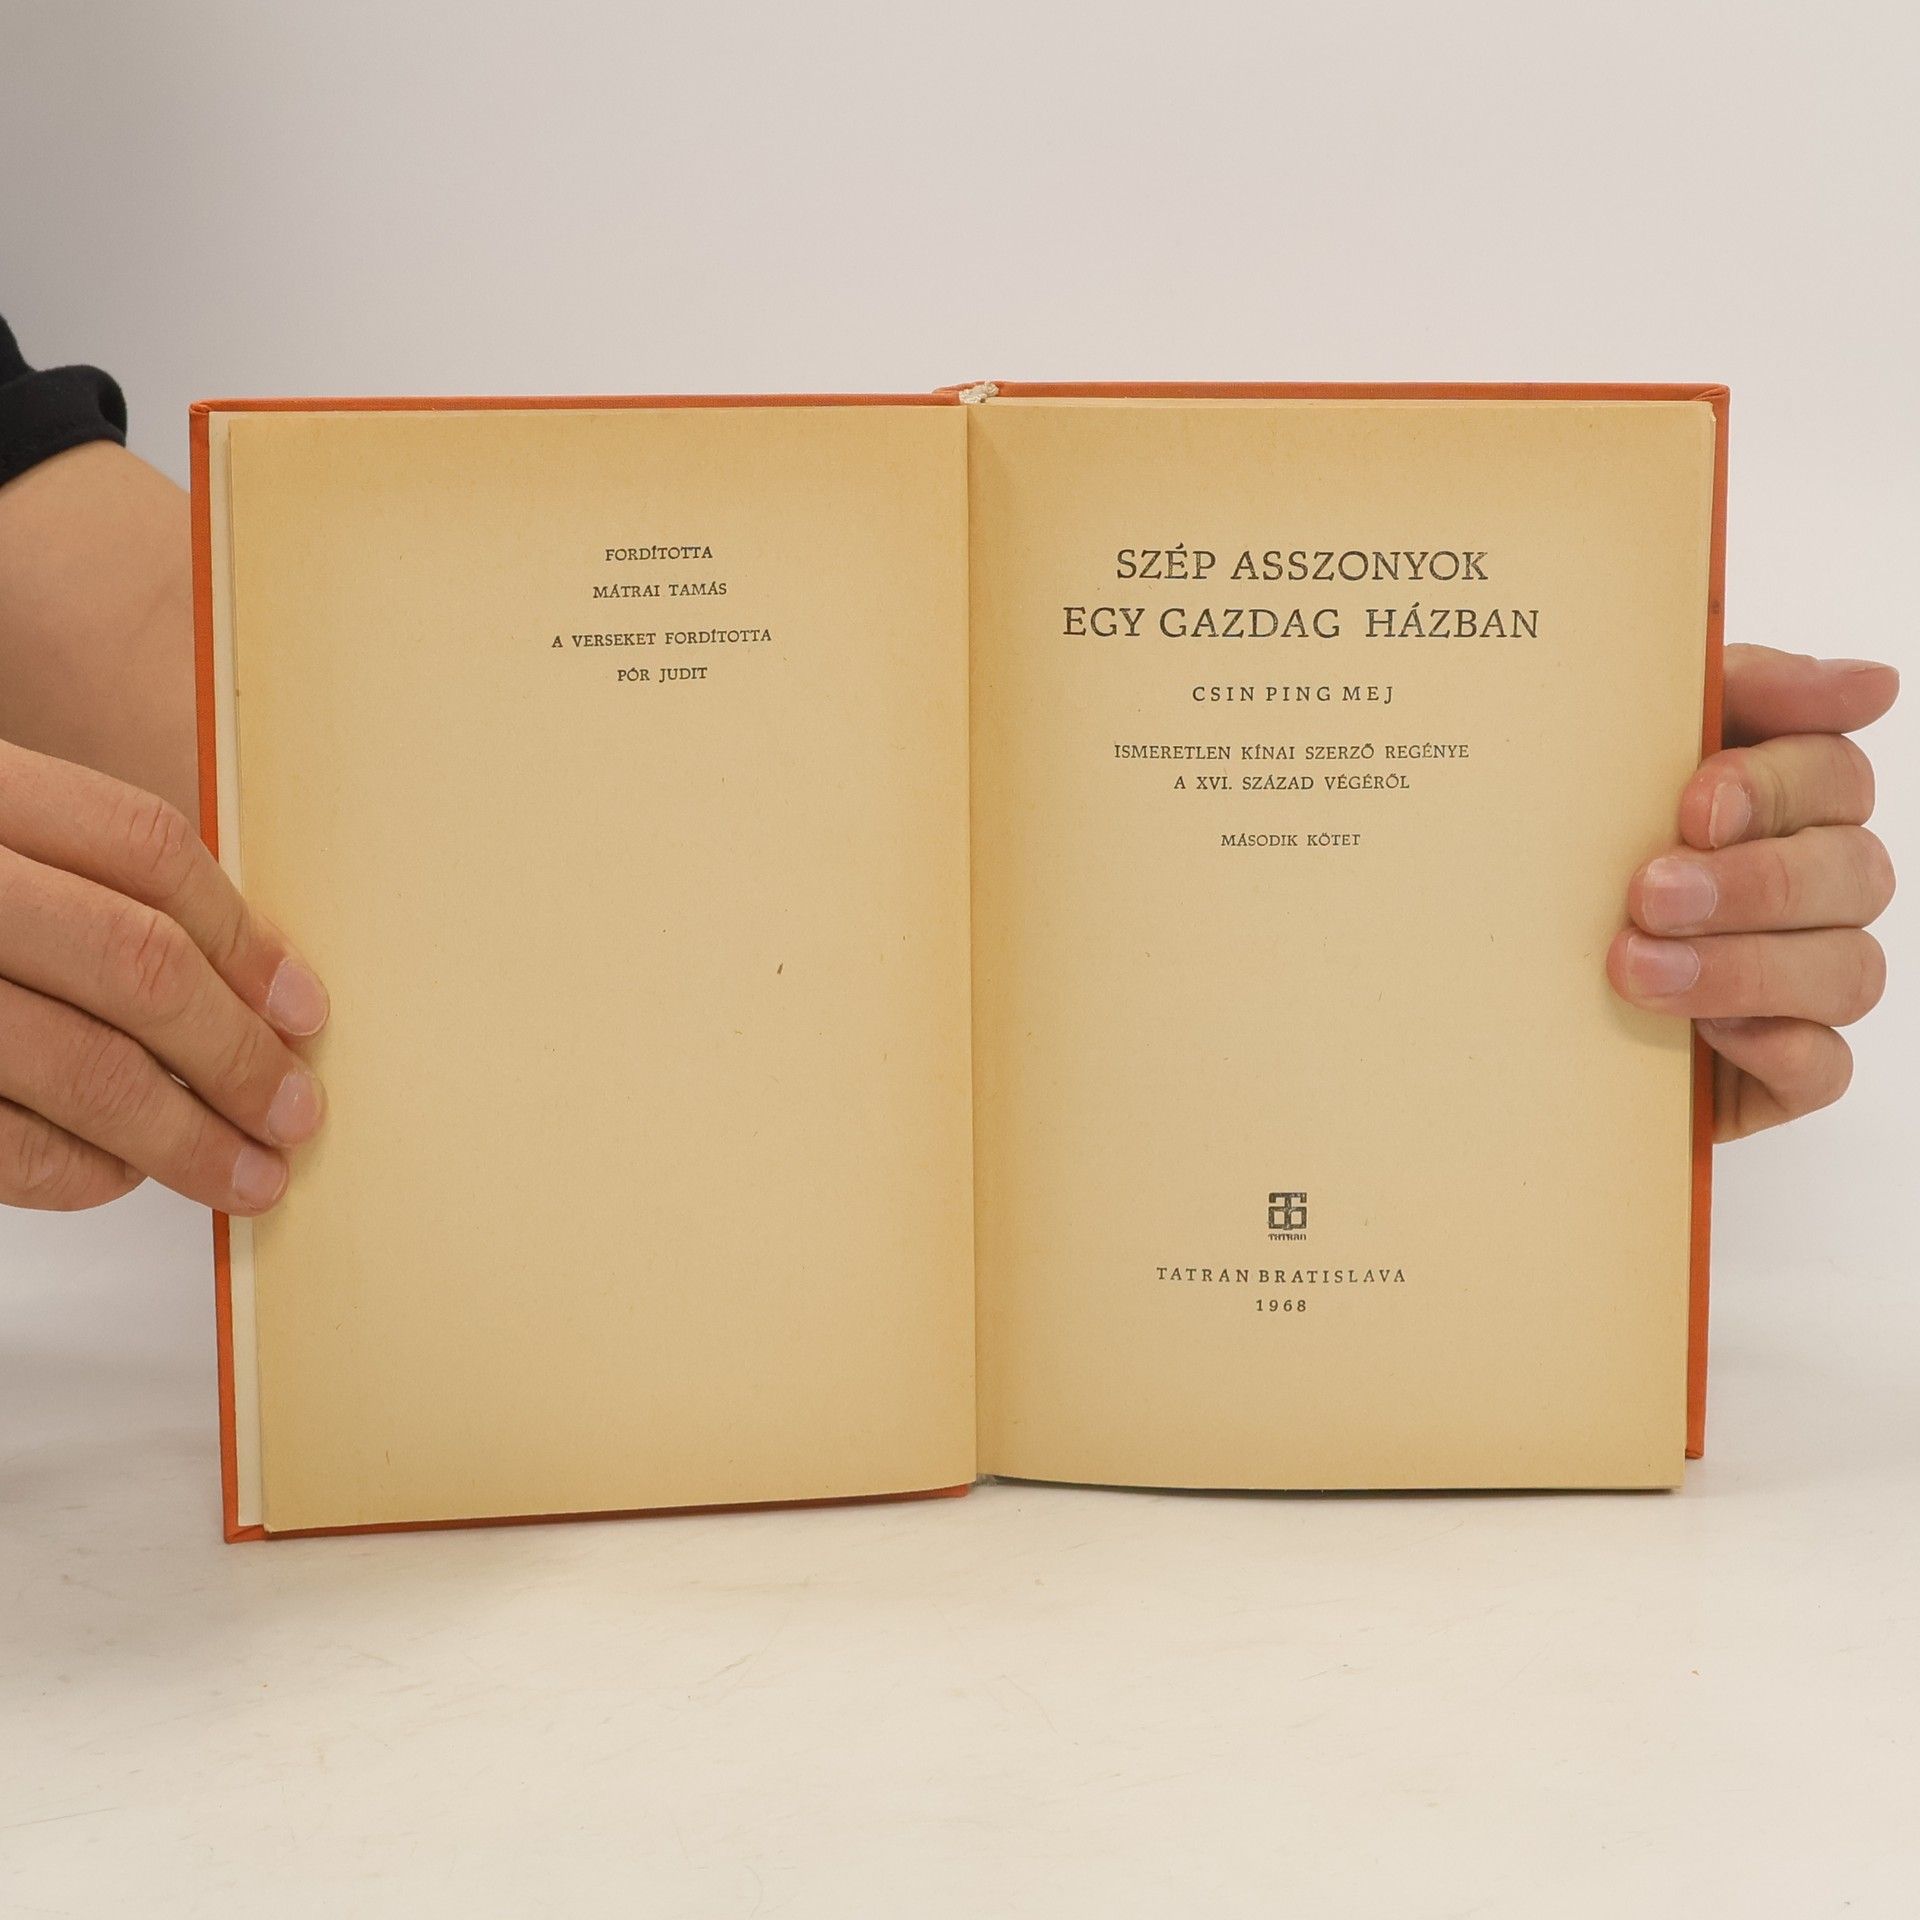 FORDÍTOTTA
MÁTRAI TAMÁS
A VERSEKET FORDÍTOTTA
PÓR JUDIT
SZÉP ASSZONYOK
EGY GAZDAG HÁZBAN
CSIN PING MEJ
ISMERETLEN KÍNAI SZERZŐ REGÉNYE
A XVI. SZÁZAD VÉGÉRŐL
MÁSODIK KÖTET
TATRAN
TATRAN BRATISLAVA
1968